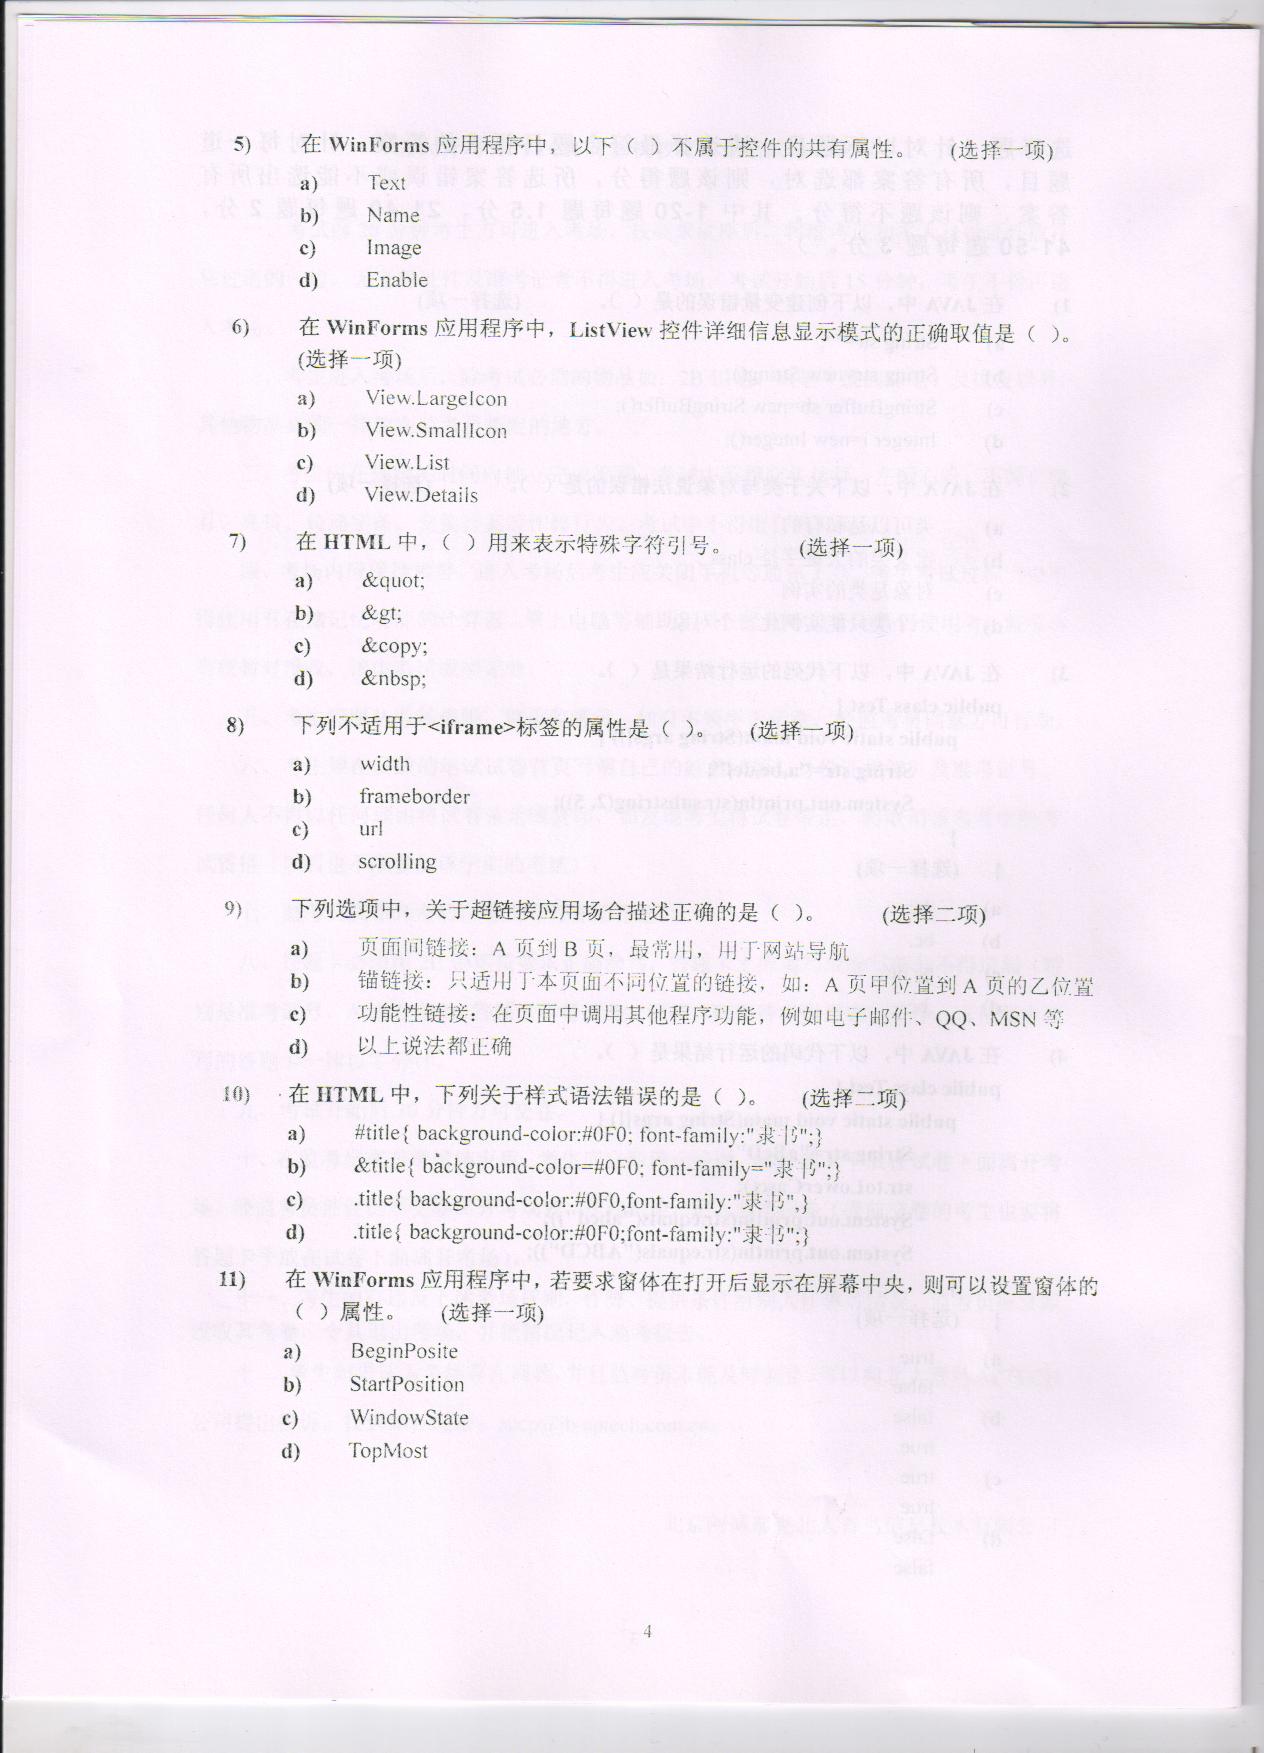 5) 在 WinForms 应用程序中，以下（ ）不属于控件的共有属性。 (选择一项)
a) Text
b) Name
c) Image
d) Enable
6) 在 WinForms 应用程序中，ListView 控件详细信息显示模式的正确取值是（ ）。
(选择一项)
a) View.LargeIcon
b) View.SmallIcon
c) View.List
d) View.Details
7) 在 HTML 中，（ ）用来表示特殊字符引号。 (选择一项)
a) &quot;
b) &gt;
c) &copy;
d) &nbsp;
8) 下列不适用于<iframe>标签的属性是（ ）。 (选择一项)
a) width
b) frameborder
c) url
d) scrolling
9) 下列选项中，关于超链接应用场合描述正确的是（ ）。 (选择二项)
a) 页面间链接：A 页到 B 页，最常用，用于网站导航
b) 锚链接：只适用于本页面不同位置的链接，如：A 页甲位置到 A 页的乙位置
c) 功能性链接：在页面中调用其他程序功能，例如电子邮件、QQ、MSN 等
d) 以上说法都正确
10) 在 HTML 中，下列关于样式语法错误的是（ ）。 (选择二项)
a) #title{ background-color:#0F0; font-family:"隶书";}
b) &title{ background-color=#0F0; font-family="隶书";}
c) .title{ background-color:#0F0,font-family:"隶书",}
d) .title{ background-color:#0F0;font-family:"隶书";}
11) 在 WinForms 应用程序中，若要求窗体在打开后显示在屏幕中央，则可以设置窗体的
（ ）属性。 (选择一项)
a) BeginPosite
b) StartPosition
c) WindowState
d) TopMost
4